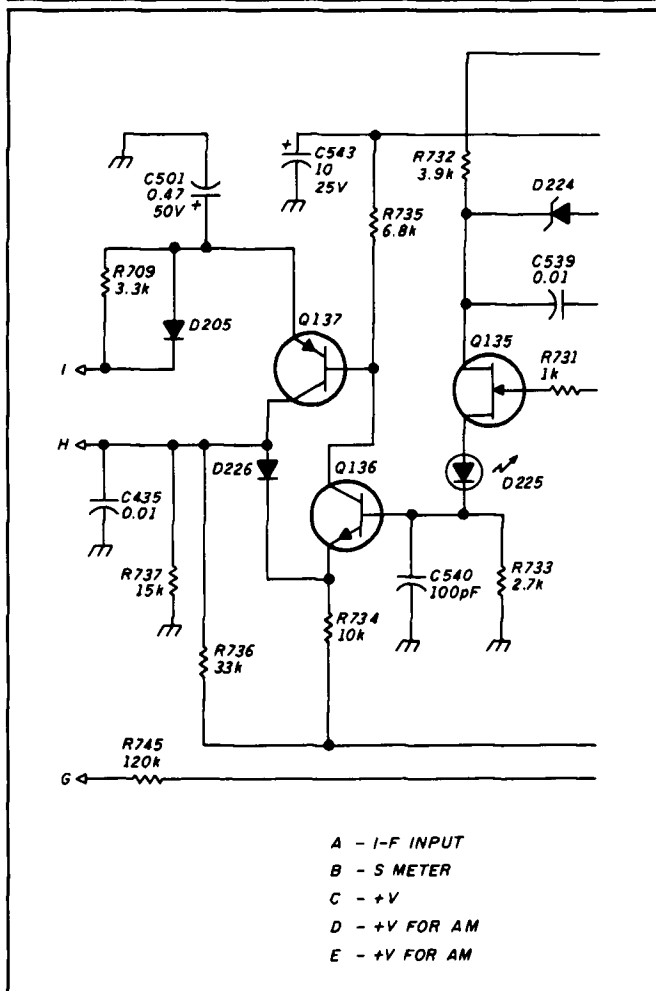 C501
0.47
50V
+
+
C543
10
25V
R732
3.9k
D224
R735
6.8k
C539
0.01
R709
3.3k
D205
Q137
Q135
R731
1k
I
H
D226
Q136
D225
C435
0.01
R737
15k
C540
100pF
R733
2.7k
R734
10k
R736
33k
R745
120k
G
A - I-F INPUT
B - S METER
C - +V
D - +V FOR AM
E - +V FOR AM